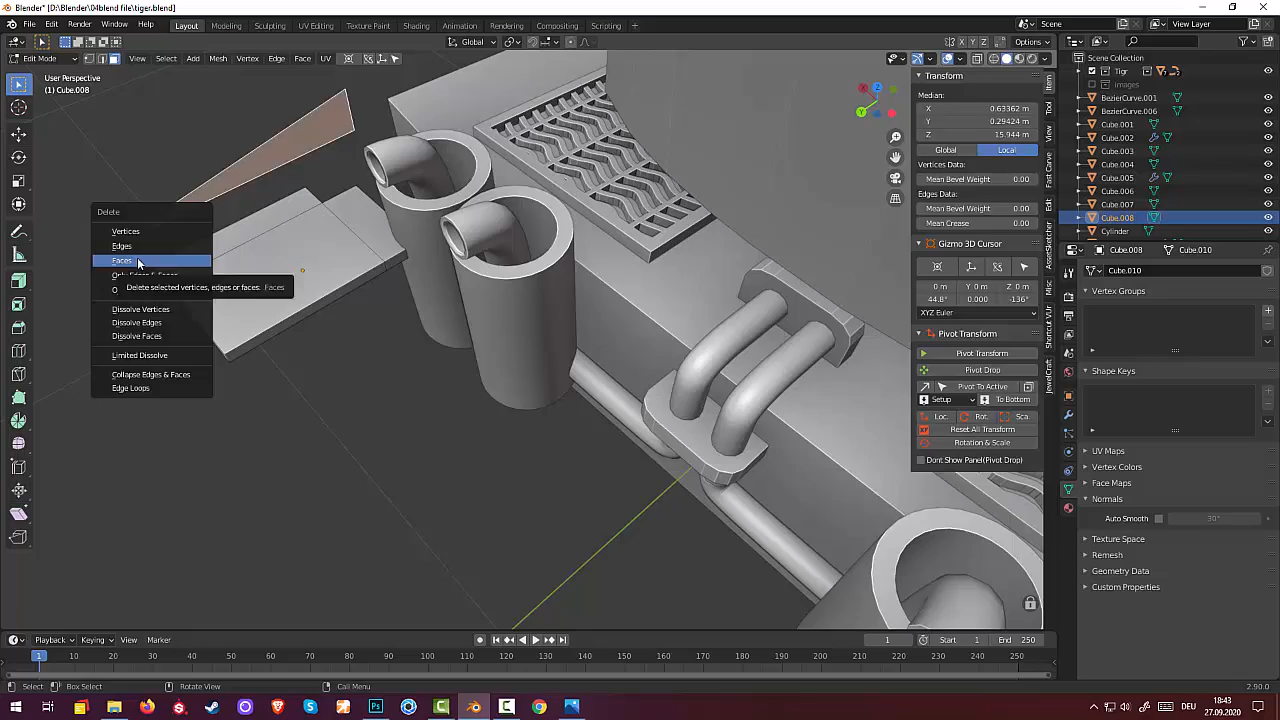 Blender* [D:\Blender\04blend file\tiger.blend]
File Edit Render Window Help Layout Modeling Sculpting UV Editing Texture Paint Shading Animation Rendering Compositing Scripting + Scene View Layer
Global X Y Z Options
Edit Mode View Select Add Mesh Vertex Edge Face UV
User Perspective
(1) Cube.008
Delete
Vertices
Edges
Faces
Delete selected vertices, edges or faces: Faces
Dissolve Vertices
Dissolve Edges
Dissolve Faces
Limited Dissolve
Collapse Edges & Faces
Edge Loops
X Z Y
Transform
Median:
X 0.63362 m
Y 0.29424 m
Z 15.944 m
Global Local
Vertices Data:
Mean Bevel Weight 0.00
Edges Data:
Mean Bevel Weight 0.00
Mean Crease 0.00
Gizmo 3D Cursor
0 m Y 0 m Z 0 m
44.8° 0.000 -136°
XYZ Euler
Pivot Transform
Pivot Transform
Pivot Drop
Pivot To Active
Setup To Bottom
Loc. Rot. Sca.
Reset All Transform
Rotation & Scale
Dont Show Panel(Pivot Drop)
Item
Tool
View
Fast Carve
AssetSketcher
Shortcut VUr
JewelCraft
Scene Collection
Tigr
Images
BezierCurve.001
BezierCurve.006
Cube.001
Cube.002
Cube.003
Cube.004
Cube.005
Cube.006
Cube.007
Cube.008
Cylinder
Cube.008 Cube.010
Cube.010
Vertex Groups
Shape Keys
UV Maps
Vertex Colors
Face Maps
Normals
Auto Smooth 30°
Texture Space
Remesh
Geometry Data
Custom Properties
Playback Keying View Marker 1 Start 1 End 250
1 10 20 30 40 50 60 70 80 90 100 110 120 130 140 150 160 170 180 190 200 210 220 230 240 250
Select Box Select Rotate View Call Menu 2.90.0
DEU 18:43
27.09.2020